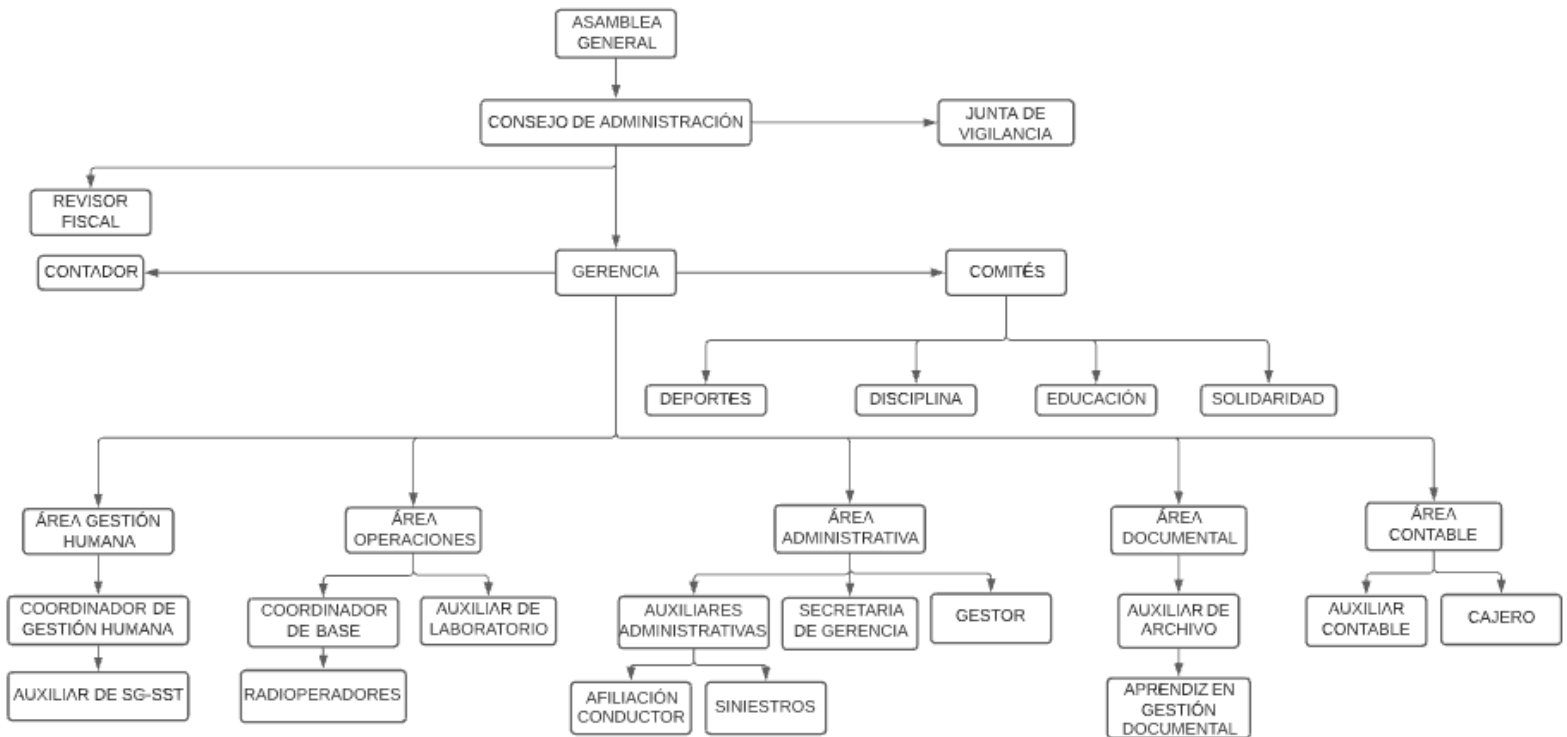 ASAMBLEA
GENERAL
CONSEJO DE ADMINISTRACIÓN
JUNTA DE
VIGILANCIA
REVISOR
FISCAL
CONTADOR
GERENCIA
COMITÉS
DEPORTES
DISCIPLINA
EDUCACIÓN
SOLIDARIDAD
ÁREA GESTIÓN
HUMANA
ÁREA
OPERACIONES
ÁREA
ADMINISTRATIVA
ÁREA
DOCUMENTAL
ÁREA
CONTABLE
COORDINADOR DE
GESTIÓN HUMANA
COORDINADOR
DE BASE
AUXILIAR DE
LABORATORIO
AUXILIARES
ADMINISTRATIVAS
SECRETARIA
DE GERENCIA
GESTOR
AUXILIAR DE
ARCHIVO
AUXILIAR
CONTABLE
CAJERO
AUXILIAR DE SG-SST
RADIOPERADORES
AFILIACIÓN
CONDUCTOR
SINIESTROS
APRENDIZ EN
GESTIÓN
DOCUMENTAL